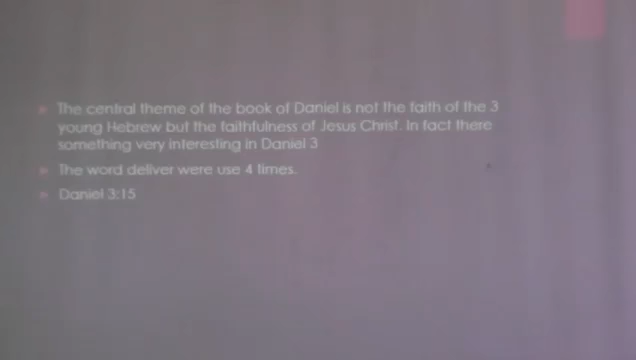 The central theme of the book of Daniel is not the faith of the 3
young Hebrew but the faithfulness of Jesus Christ. In fact there
something very interesting in Daniel 3
The word deliver were use 4 times.
Daniel 3:15